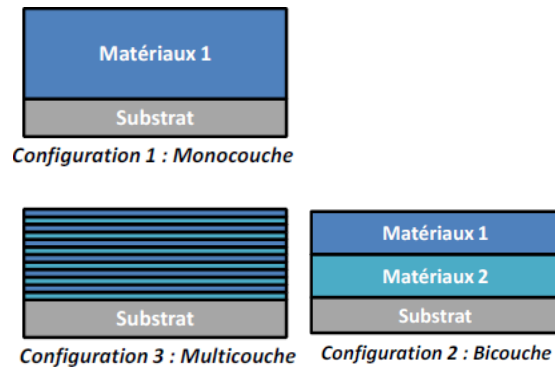 Matériaux 1
Substrat
Configuration 1 : Monocouche
Substrat
Configuration 3 : Multicouche
Matériaux 1
Matériaux 2
Substrat
Configuration 2 : Bicouche